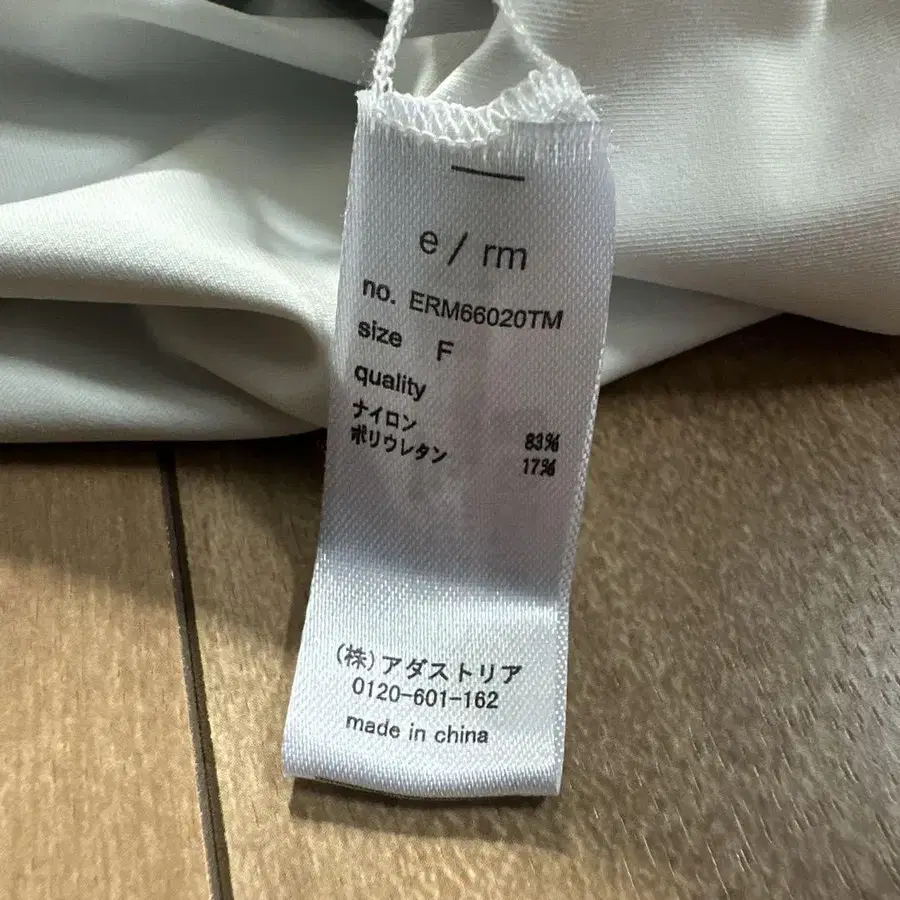 e / rm
no. ERM66020TM
size F
quality
ナイロン 83%
ポリウレタン 17%
(株)アダストリア
0120-601-162
made in china